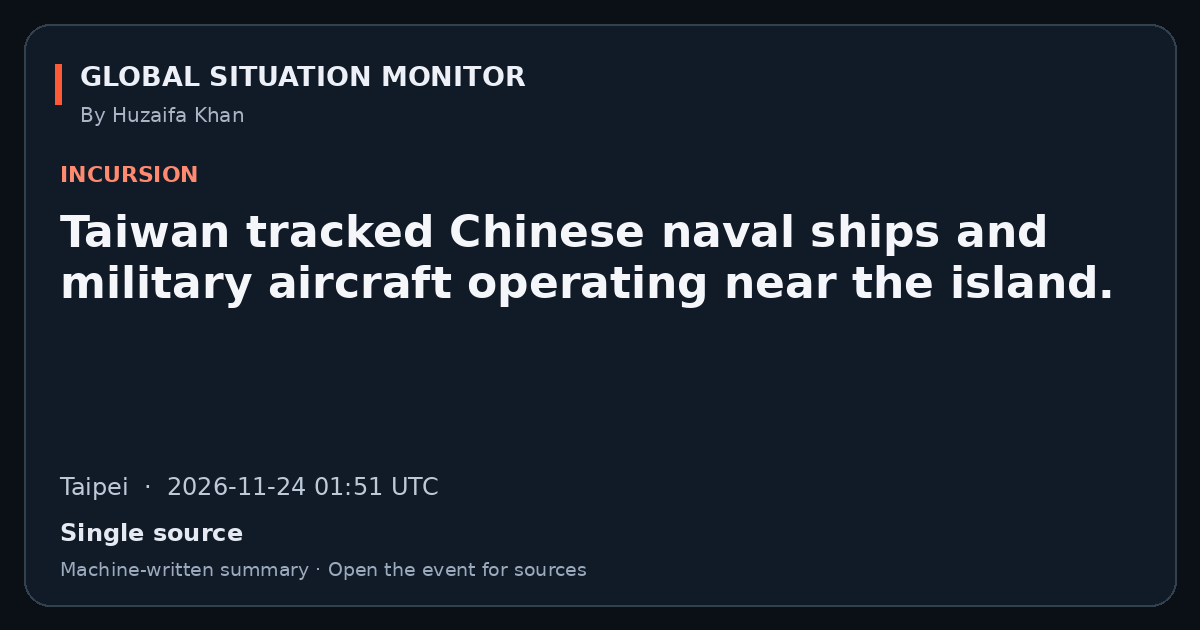 GLOBAL SITUATION MONITOR
By Huzaifa Khan
INCURSION
Taiwan tracked Chinese naval ships and
military aircraft operating near the island.
Taipei · 2026-11-24 01:51 UTC
Single source
Machine-written summary · Open the event for sources